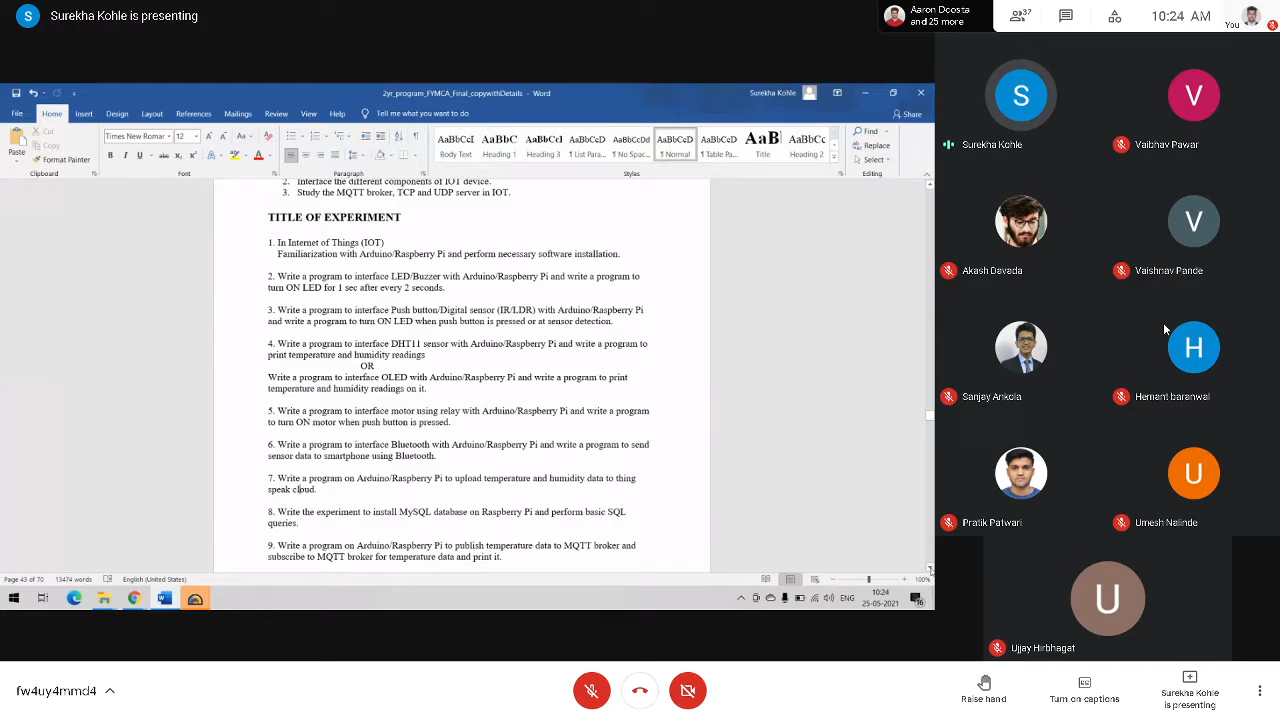 S Surekha Kohle is presenting
Aaron Dcosta
and 25 more
37
10:24 AM
You
2yr_program_FYMCA_Final_copywithDetails - Word
Surekha Kohle
File Home Insert Draw Design Layout References Mailings Review View Help Tell me what you want to do
Share
Paste
Cut
Copy
Format Painter
Times New Romar 12
AaBbCcI AaBbC AaBbCcI AaBbCcD AaBbCcDd AaBbCcD AaBbCcD AaB AaBbCc
Body Text Heading 1 Heading 3 ¶ List Para... ¶ No Spac... ¶ Normal ¶ Table Pa... Title Heading 2
Find
Replace
Select
Clipboard Font Paragraph Styles Editing
2. Interface the different components of IOT device.
3. Study the MQTT broker, TCP and UDP server in IOT.
TITLE OF EXPERIMENT
1. In Internet of Things (IOT)
Familiarization with Arduino/Raspberry Pi and perform necessary software installation.
2. Write a program to interface LED/Buzzer with Arduino/Raspberry Pi and write a program to
turn ON LED for 1 sec after every 2 seconds.
3. Write a program to interface Push button/Digital sensor (IR/LDR) with Arduino/Raspberry Pi
and write a program to turn ON LED when push button is pressed or at sensor detection.
4. Write a program to interface DHT11 sensor with Arduino/Raspberry Pi and write a program to
print temperature and humidity readings
OR
Write a program to interface OLED with Arduino/Raspberry Pi and write a program to print
temperature and humidity readings on it.
5. Write a program to interface motor using relay with Arduino/Raspberry Pi and write a program
to turn ON motor when push button is pressed.
6. Write a program to interface Bluetooth with Arduino/Raspberry Pi and write a program to send
sensor data to smartphone using Bluetooth.
7. Write a program on Arduino/Raspberry Pi to upload temperature and humidity data to thing
speak cloud.
8. Write the experiment to install MySQL database on Raspberry Pi and perform basic SQL
queries.
9. Write a program on Arduino/Raspberry Pi to publish temperature data to MQTT broker and
subscribe to MQTT broker for temperature data and print it.
Page 43 of 70 13474 words English (United States) 100%
ENG 10:24
25-05-2021
16
S
Surekha Kohle
V
Vaibhav Pawar
Akash Davada
V
Vaishnav Pande
Sanjay Ankola
H
Hemant baranwal
Pratik Patwari
U
Umesh Nalinde
U
Ujjay Hirbhagat
fw4uy4mmd4
Raise hand
Turn on captions
Surekha Kohle
is presenting